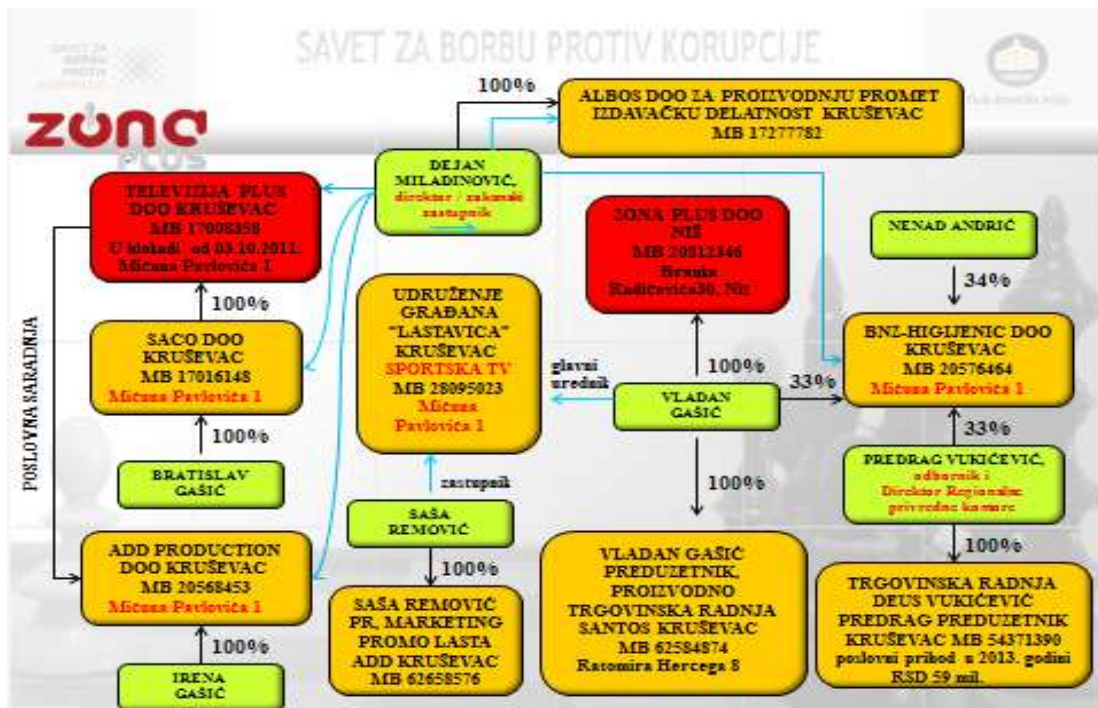 SAVET ZA BORBU PROTIV KORUPCIJE
SAVET ZA
BORBU
PROTIV
zona
PLUS
100%
ALBOS DOO ZA PROIZVODNJU PROMET
IZDAVAČKU DELATNOST KRUŠEVAC
MB 17277782
DEJAN
MILADINOVIĆ,
direktor / zakonski
zastupnik
TELEVIZIJA PLUS
DOO KRUŠEVAC
MB 17008358
U blokadi od 03.10.2011.
Mićuna Pavlovića 1
ZONA PLUS DOO
NIŠ
MB 20812346
Branka
Radičevića30, Niš
NENAD ANDRIĆ
100%
34%
UDRUŽENJE
GRAĐANA
"LASTAVICA"
KRUŠEVAC
SPORTSKA TV
MB 28095023
Mićuna
Pavlovića 1
SACO DOO
KRUŠEVAC
MB 17016148
Mićuna Pavlovića 1
BNZ-HIGIJENIC DOO
KRUŠEVAC
MB 20576464
Mićuna Pavlovića 1
glavni
urednik
100%
33%
VLADAN
GAŠIĆ
POSLOVNA SARADNJA
100%
33%
BRATISLAV
GAŠIĆ
zastupnik
100%
PREDRAG VUKIĆEVIĆ,
odbornik i
Direktor Regionalne
privredne komore
SAŠA
REMOVIĆ
ADD PRODUCTION
DOO KRUŠEVAC
MB 20568453
Mićuna Pavlovića 1
100%
100%
SAŠA REMOVIĆ
PR, MARKETING
PROMO LASTA
ADD KRUŠEVAC
MB 62658576
VLADAN GAŠIĆ
PREDUZETNIK,
PROIZVODNO
TRGOVINSKA RADNJA
SANTOS KRUŠEVAC
MB 62584874
Ratomira Hercega 8
TRGOVINSKA RADNJA
DEUS VUKIĆEVIĆ
PREDRAG PREDUZETNIK
KRUŠEVAC MB 54371390
poslovni prihod u 2013. godini
RSD 59 mil.
100%
IRENA
GAŠIĆ